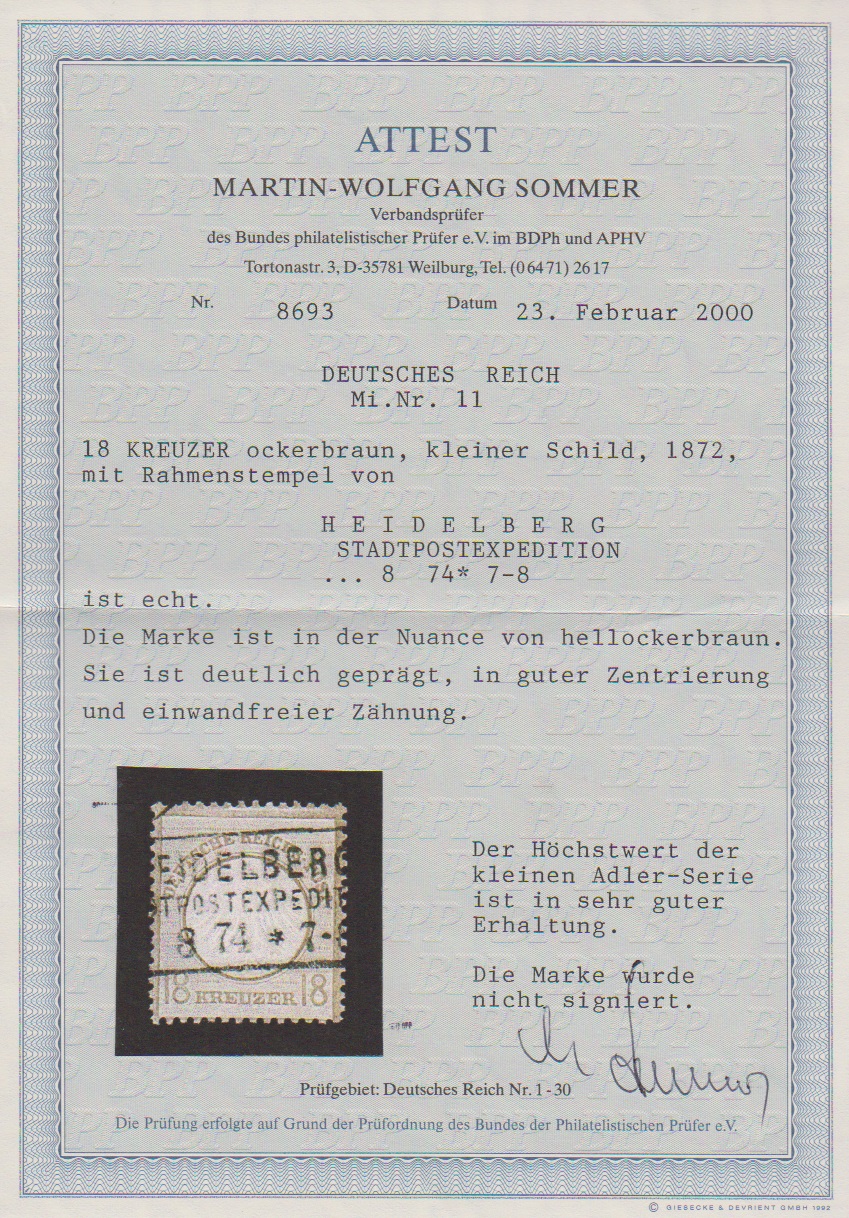 ATTEST
MARTIN-WOLFGANG SOMMER
Verbandsprüfer
des Bundes philatelistischer Prüfer e.V. im BDPh und APHV
Tortonastr. 3, D-35781 Weilburg, Tel. (0 64 71) 26 17
Nr. 8693 Datum 23. Februar 2000
DEUTSCHES REICH
Mi.Nr. 11
18 KREUZER ockerbraun, kleiner Schild, 1872,
mit Rahmenstempel von
H E I D E L B E R G
STADTPOSTEXPEDITION
... 8 74* 7-8
ist echt.
Die Marke ist in der Nuance von hellockerbraun.
Sie ist deutlich geprägt, in guter Zentrierung
und einwandfreier Zähnung.
DEUTSCHE REICHS
EIDELBERG
TPOSTEXPEDIT
8 74 * 7-
18 KREUZER 18
Der Höchstwert der
kleinen Adler-Serie
ist in sehr guter
Erhaltung.
Die Marke wurde
nicht signiert.
Prüfgebiet: Deutsches Reich Nr. 1 - 30
Die Prüfung erfolgte auf Grund der Prüfordnung des Bundes der Philatelistischen Prüfer e.V.
© GIESECKE & DEVRIENT GMBH 1992